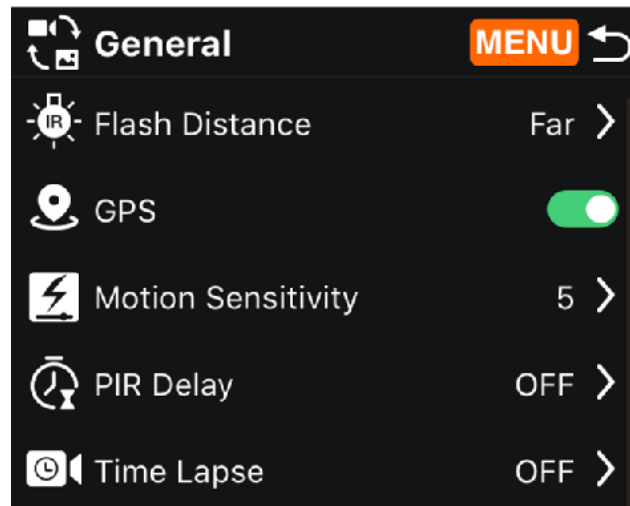 General MENU
IR Flash Distance Far
GPS
Motion Sensitivity 5
PIR Delay OFF
Time Lapse OFF